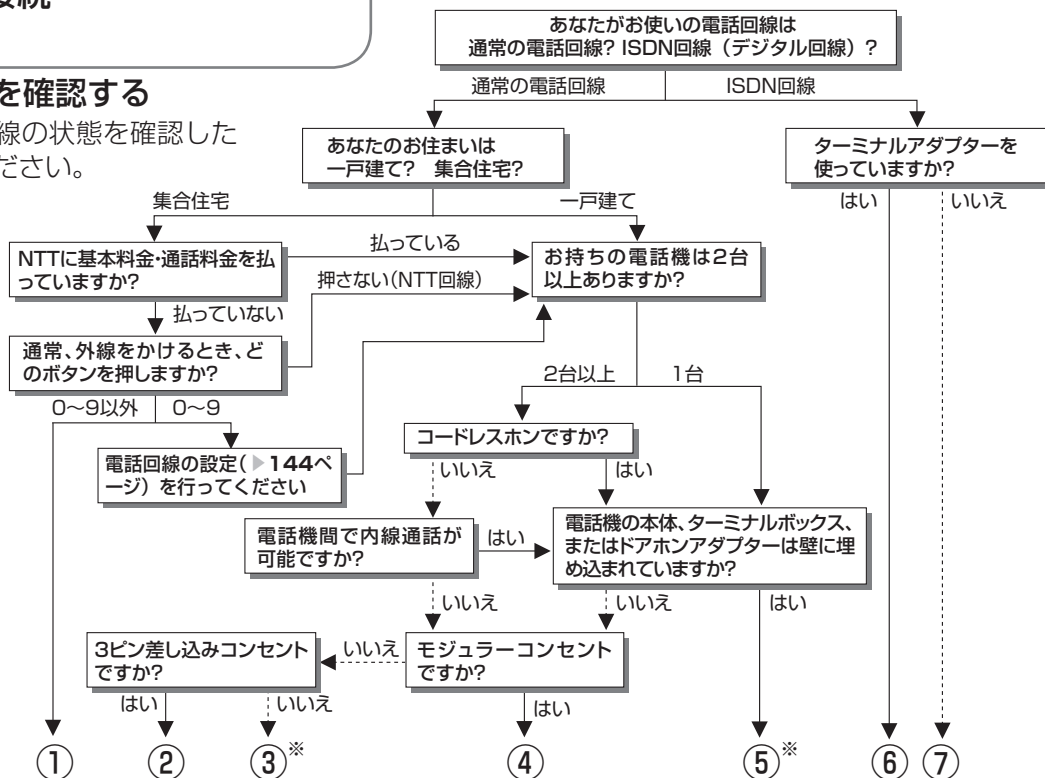 を確認する
線の状態を確認した
ださい。
あなたがお使いの電話回線は
通常の電話回線? ISDN回線（デジタル回線）?
通常の電話回線
ISDN回線
あなたのお住まいは
一戸建て?　集合住宅?
ターミナルアダプターを
使っていますか?
集合住宅
一戸建て
はい
いいえ
NTTに基本料金・通話料金を払
っていますか?
払っている
お持ちの電話機は2台
以上ありますか?
押さない（NTT回線）
払っていない
通常、外線をかけるとき、ど
のボタンを押しますか?
2台以上
1台
0〜9以外
0〜9
コードレスホンですか?
電話回線の設定（▶144ペ
ージ）を行ってください
いいえ
はい
電話機間で内線通話が
可能ですか?
はい
電話機の本体、ターミナルボックス、
またはドアホンアダプターは壁に埋
め込まれていますか?
いいえ
いいえ
はい
3ピン差し込みコンセント
ですか?
いいえ
モジュラーコンセント
ですか?
はい
いいえ
はい
①
②
③※
④
⑤※
⑥
⑦